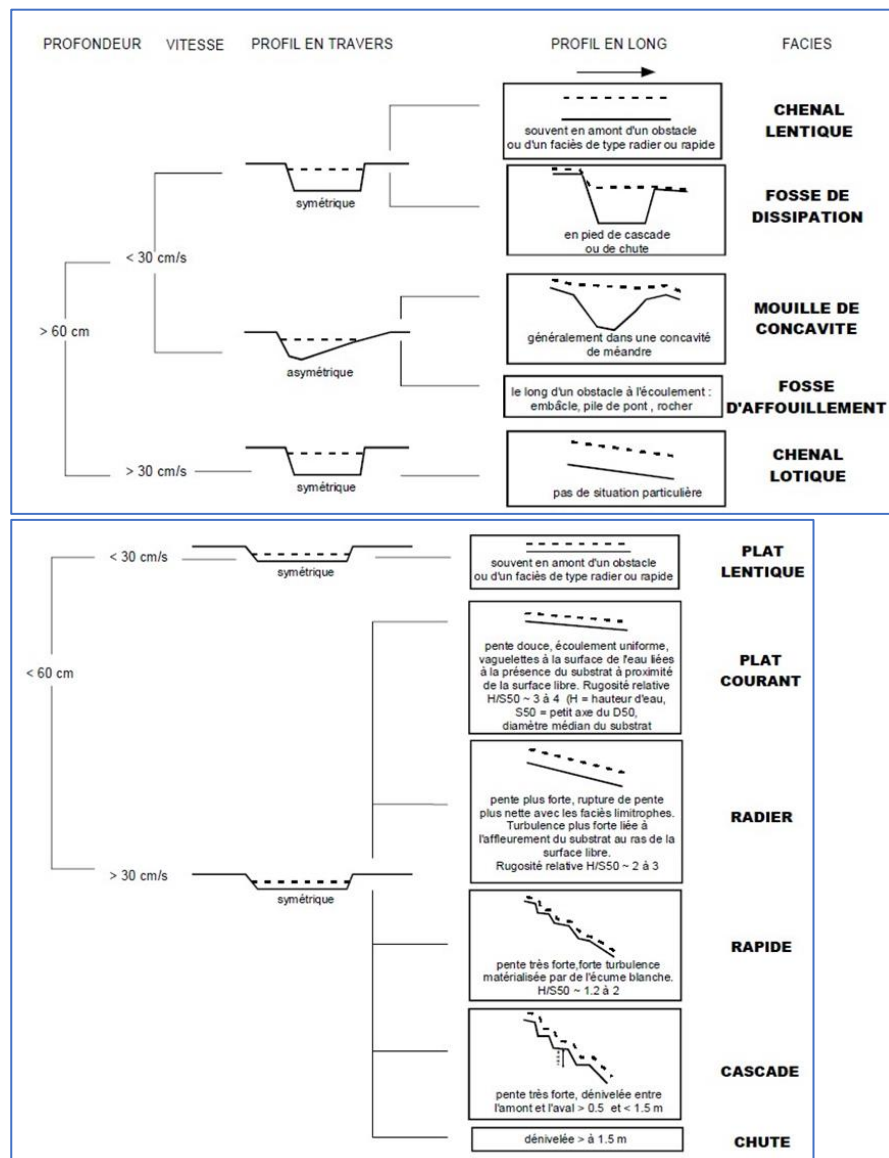 PROFONDEUR VITESSE PROFIL EN TRAVERS PROFIL EN LONG FACIES
souvent en amont d'un obstacle
ou d'un faciès de type radier ou rapide
CHENAL
LENTIQUE
symétrique
en pied de cascade
ou de chute
FOSSE DE
DISSIPATION
< 30 cm/s
> 60 cm
asymétrique
généralement dans une concavité
de méandre
MOUILLE DE
CONCAVITE
le long d'un obstacle à l'écoulement :
embâcle, pile de pont , rocher
FOSSE
D'AFFOUILLEMENT
> 30 cm/s
symétrique
pas de situation particulière
CHENAL
LOTIQUE
< 30 cm/s
symétrique
souvent en amont d'un obstacle
ou d'un faciès de type radier ou rapide
PLAT
LENTIQUE
< 60 cm
pente douce, écoulement uniforme,
vaguelettes à la surface de l'eau liées
à la présence du substrat à proximité
de la surface libre. Rugosité relative
H/S50 ~ 3 à 4 (H = hauteur d'eau,
S50 = petit axe du D50,
diamètre médian du substrat
PLAT
COURANT
pente plus forte, rupture de pente
plus nette avec les faciès limitrophes.
Turbulence plus forte liée à
l'affleurement du substrat au ras de la
surface libre.
Rugosité relative H/S50 ~ 2 à 3
RADIER
> 30 cm/s
symétrique
pente très forte,forte turbulence
matérialisée par de l'écume blanche.
H/S50 ~ 1.2 à 2
RAPIDE
pente très forte, dénivelée entre
l'amont et l'aval > 0.5 et < 1.5 m
CASCADE
dénivelée > à 1.5 m
CHUTE